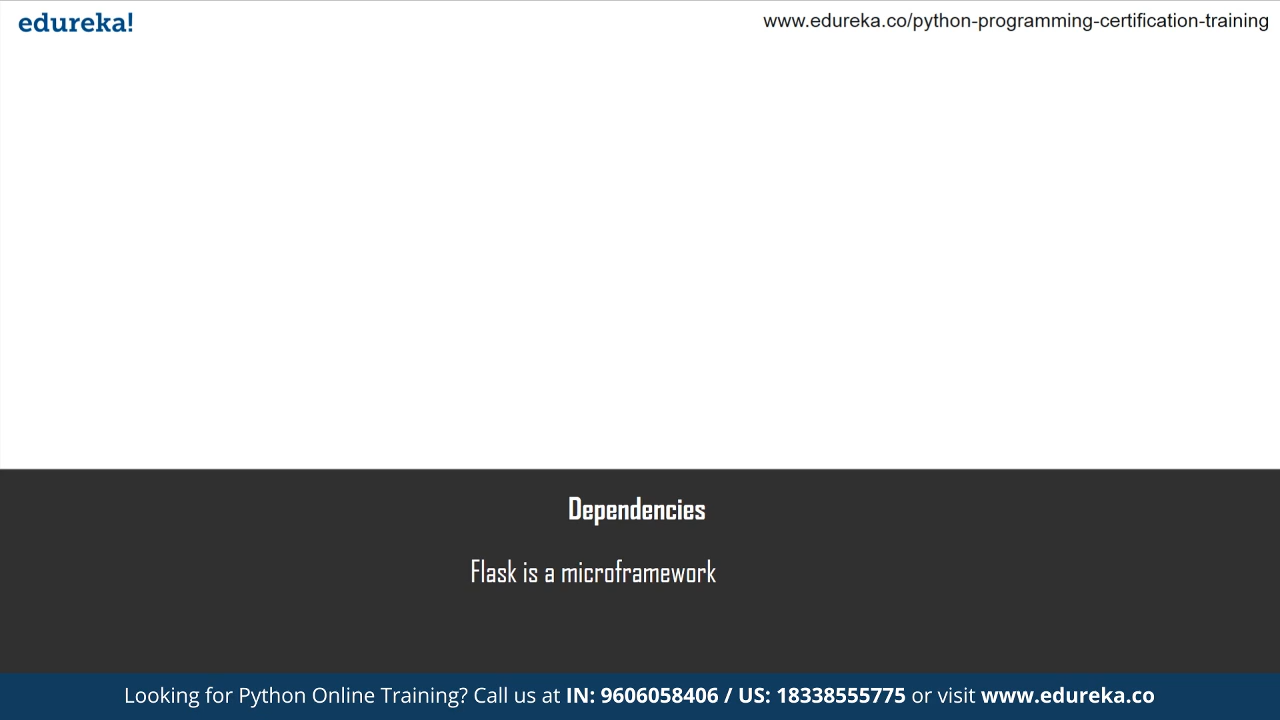 edureka!
www.edureka.co/python-programming-certification-training
Dependencies
Flask is a microframework
Looking for Python Online Training? Call us at IN: 9606058406 / US: 18338555775 or visit www.edureka.co